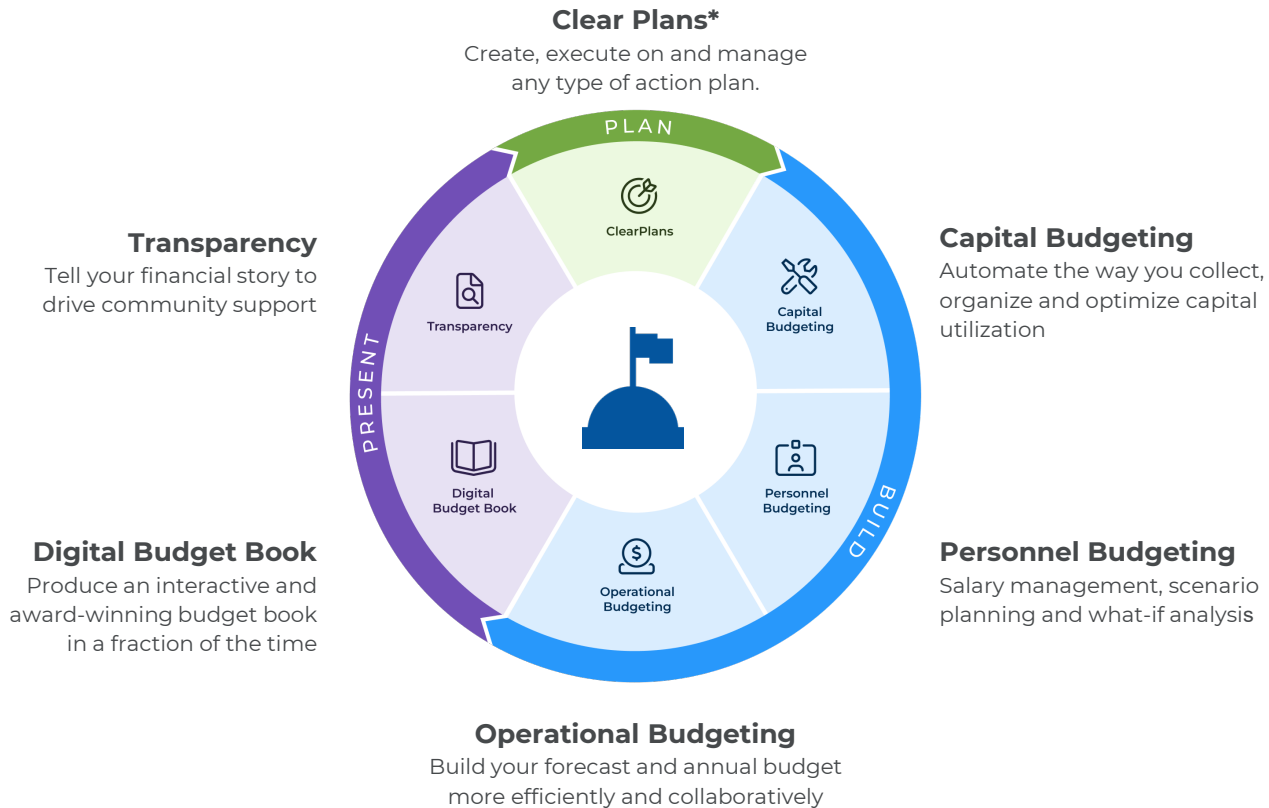 Clear Plans*
Create, execute on and manage
any type of action plan.
PLAN
ClearPlans
Transparency
Tell your financial story to
drive community support
Transparency
Capital
Budgeting
Capital Budgeting
Automate the way you collect,
organize and optimize capital
utilization
PRESENT
Digital
Budget Book
Personnel
Budgeting
BUILD
Digital Budget Book
Produce an interactive and
award-winning budget book
in a fraction of the time
$
Operational
Budgeting
Personnel Budgeting
Salary management, scenario
planning and what-if analysis
Operational Budgeting
Build your forecast and annual budget
more efficiently and collaboratively